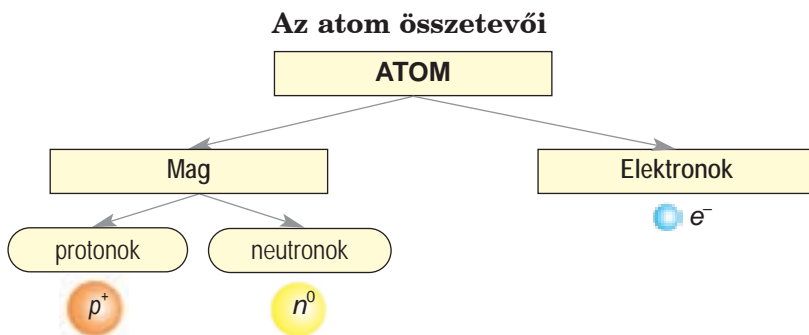 Az atom összetevői
ATOM
Mag
Elektronok
e⁻
protonok
neutronok
p⁺
n⁰